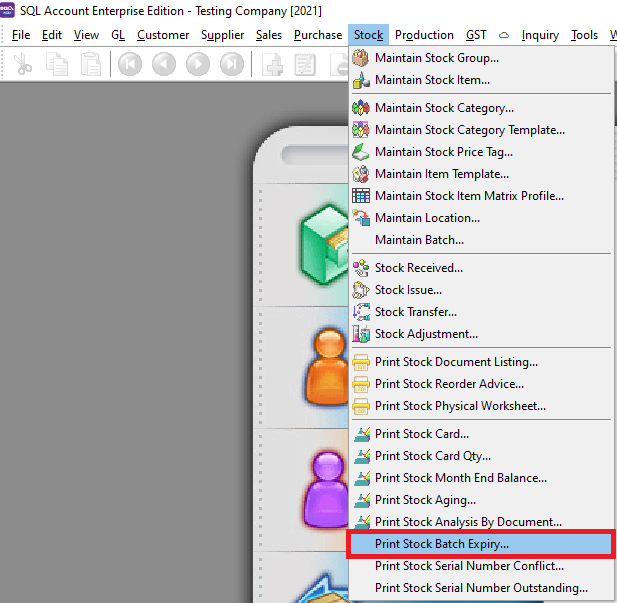 SQL Account Enterprise Edition - Testing Company [2021]
File Edit View GL Customer Supplier Sales Purchase Stock Production GST Inquiry Tools
Maintain Stock Group...
Maintain Stock Item...
Maintain Stock Category...
Maintain Stock Category Template...
Maintain Stock Price Tag...
Maintain Item Template...
Maintain Stock Item Matrix Profile...
Maintain Location...
Maintain Batch...
Stock Received...
Stock Issue...
Stock Transfer...
Stock Adjustment...
Print Stock Document Listing...
Print Stock Reorder Advice...
Print Stock Physical Worksheet...
Print Stock Card...
Print Stock Card Qty...
Print Stock Month End Balance...
Print Stock Aging...
Print Stock Analysis By Document...
Print Stock Batch Expiry...
Print Stock Serial Number Conflict...
Print Stock Serial Number Outstanding...